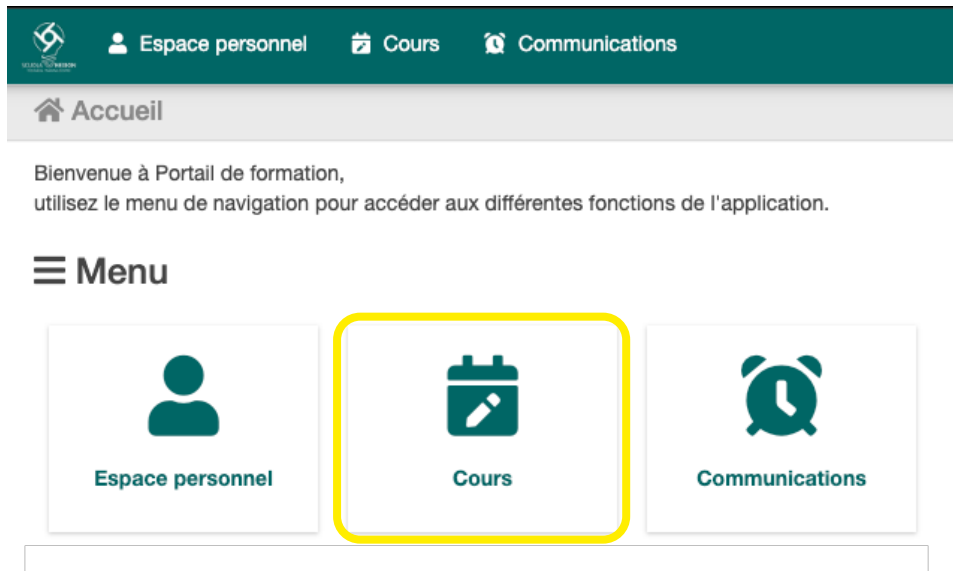 Espace personnel Cours Communications
Accueil
Bienvenue à Portail de formation,
utilisez le menu de navigation pour accéder aux différentes fonctions de l'application.
Menu
Espace personnel Cours Communications